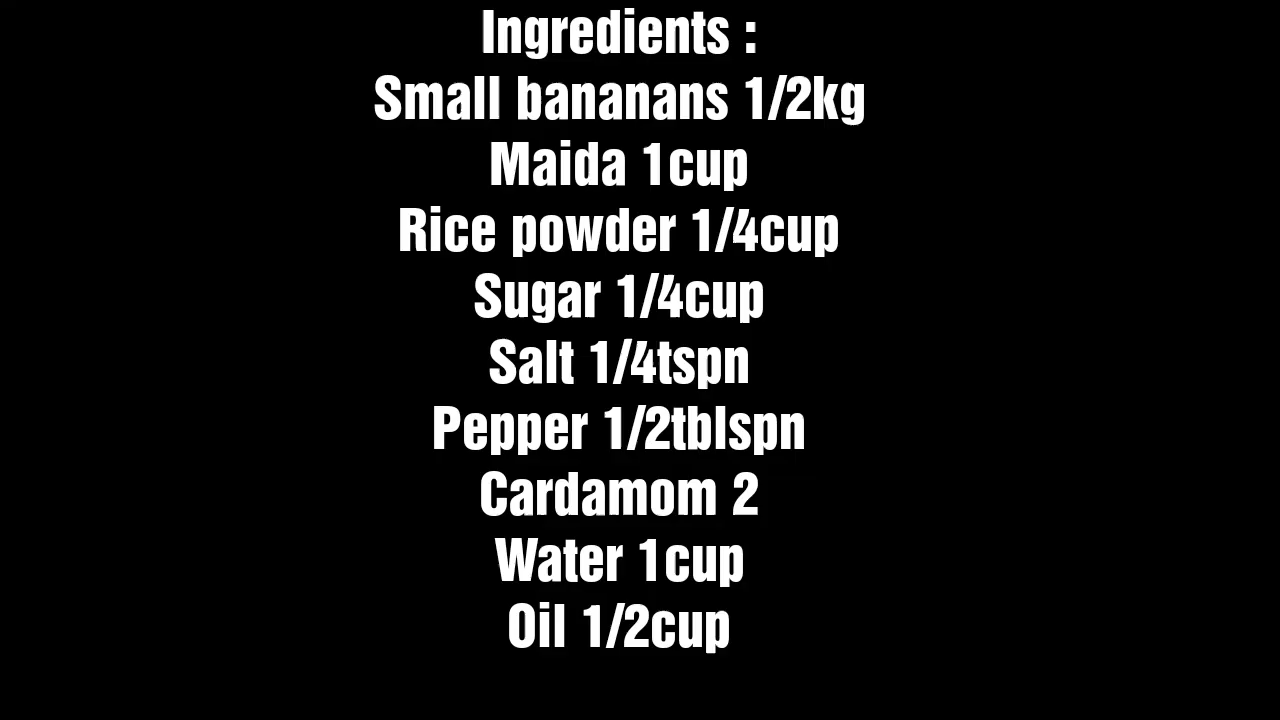 Ingredients :
Small bananans 1/2kg
Maida 1cup
Rice powder 1/4cup
Sugar 1/4cup
Salt 1/4tspn
Pepper 1/2tblspn
Cardamom 2
Water 1cup
Oil 1/2cup